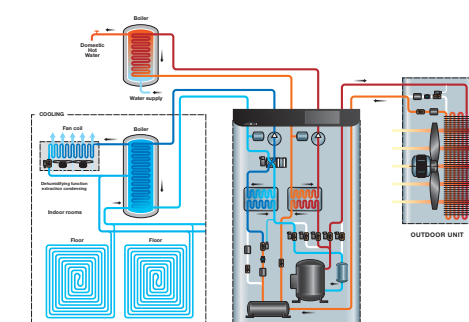 Boiler
Domestic
Hot
Water
Water supply
COOLING
Fan coil
Boiler
Dehumidifying function
extraction condensing
Indoor rooms
Floor
Floor
OUTDOOR UNIT